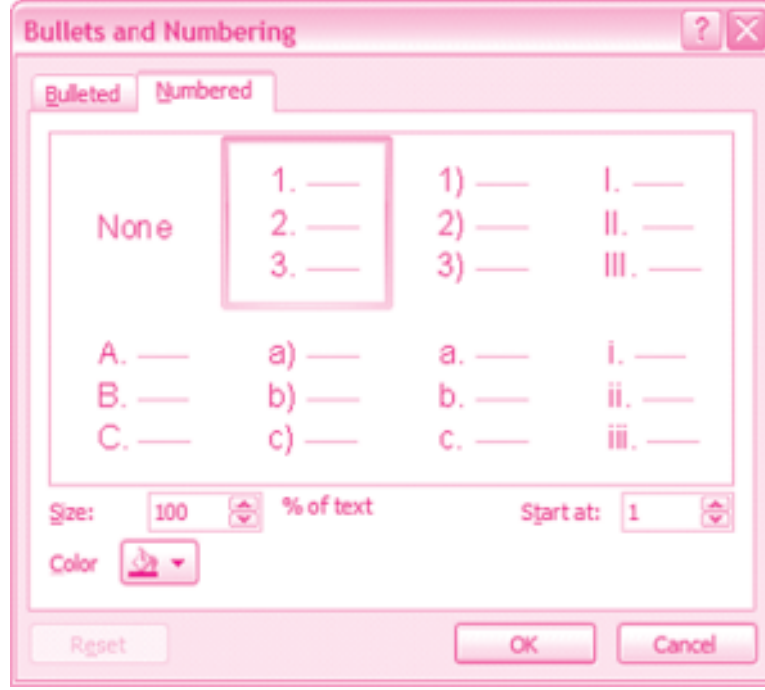 Bullets and Numbering
Bulleted Numbered
None
1.
2.
3.
1)
2)
3)
I.
II.
III.
A.
B.
C.
a)
b)
c)
a.
b.
c.
i.
ii.
iii.
Size: 100 % of text Start at: 1
Color
Reset OK Cancel